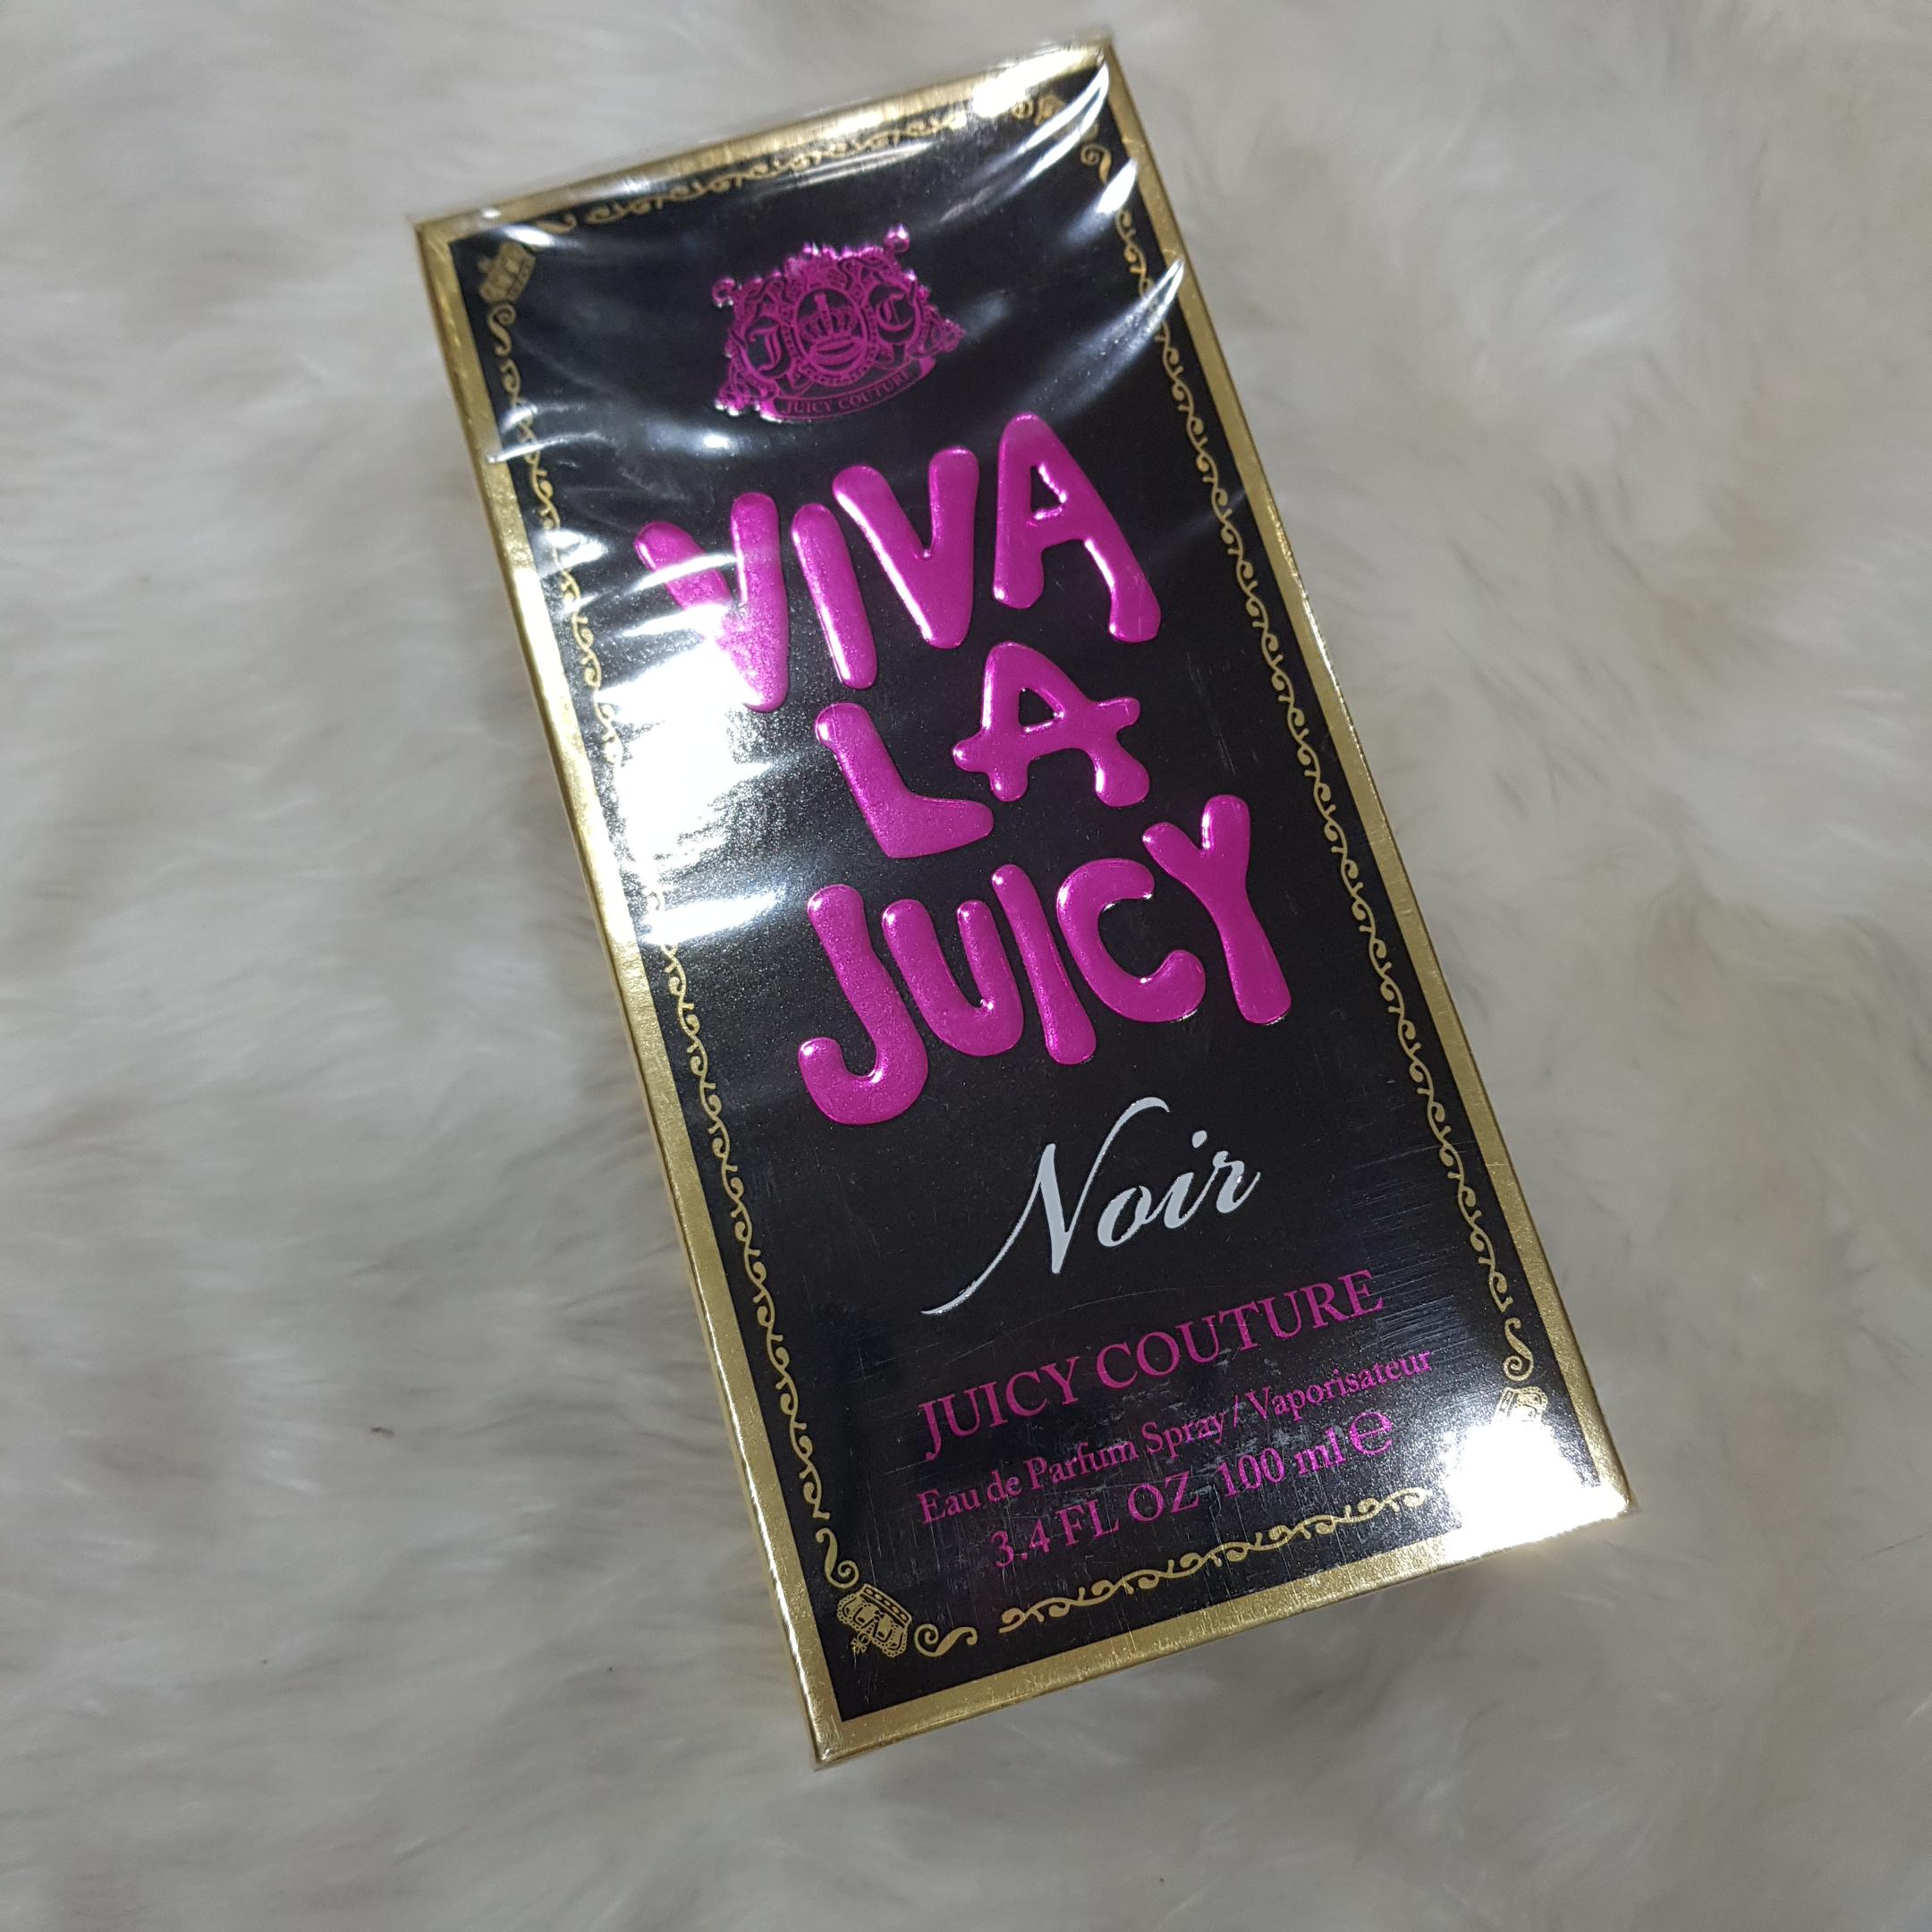 J C
JUICY COUTURE
VIVA
LA
JUICY
Noir
JUICY COUTURE
Eau de Parfum Spray / Vaporisateur
3.4 FL OZ 100 ml ℮